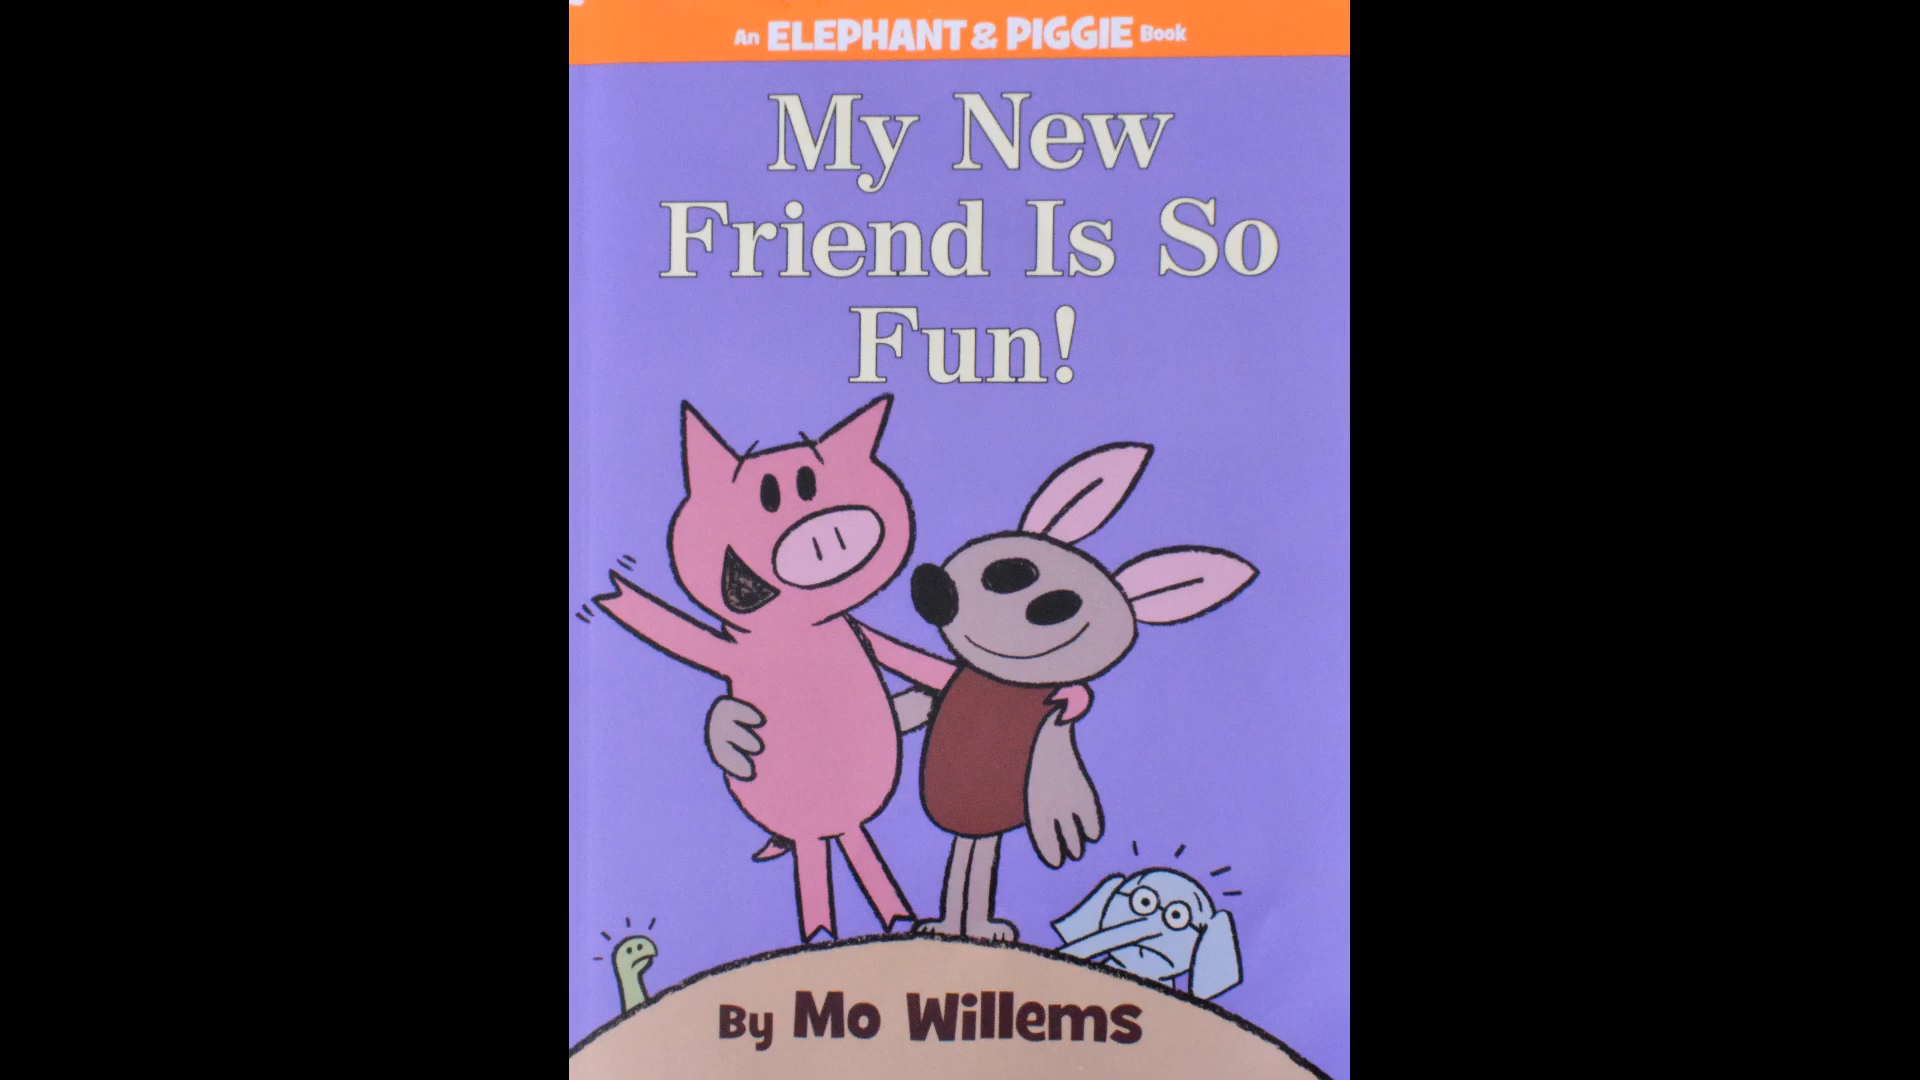 An ELEPHANT & PIGGIE Book
My New
Friend Is So
Fun!
By Mo Willems